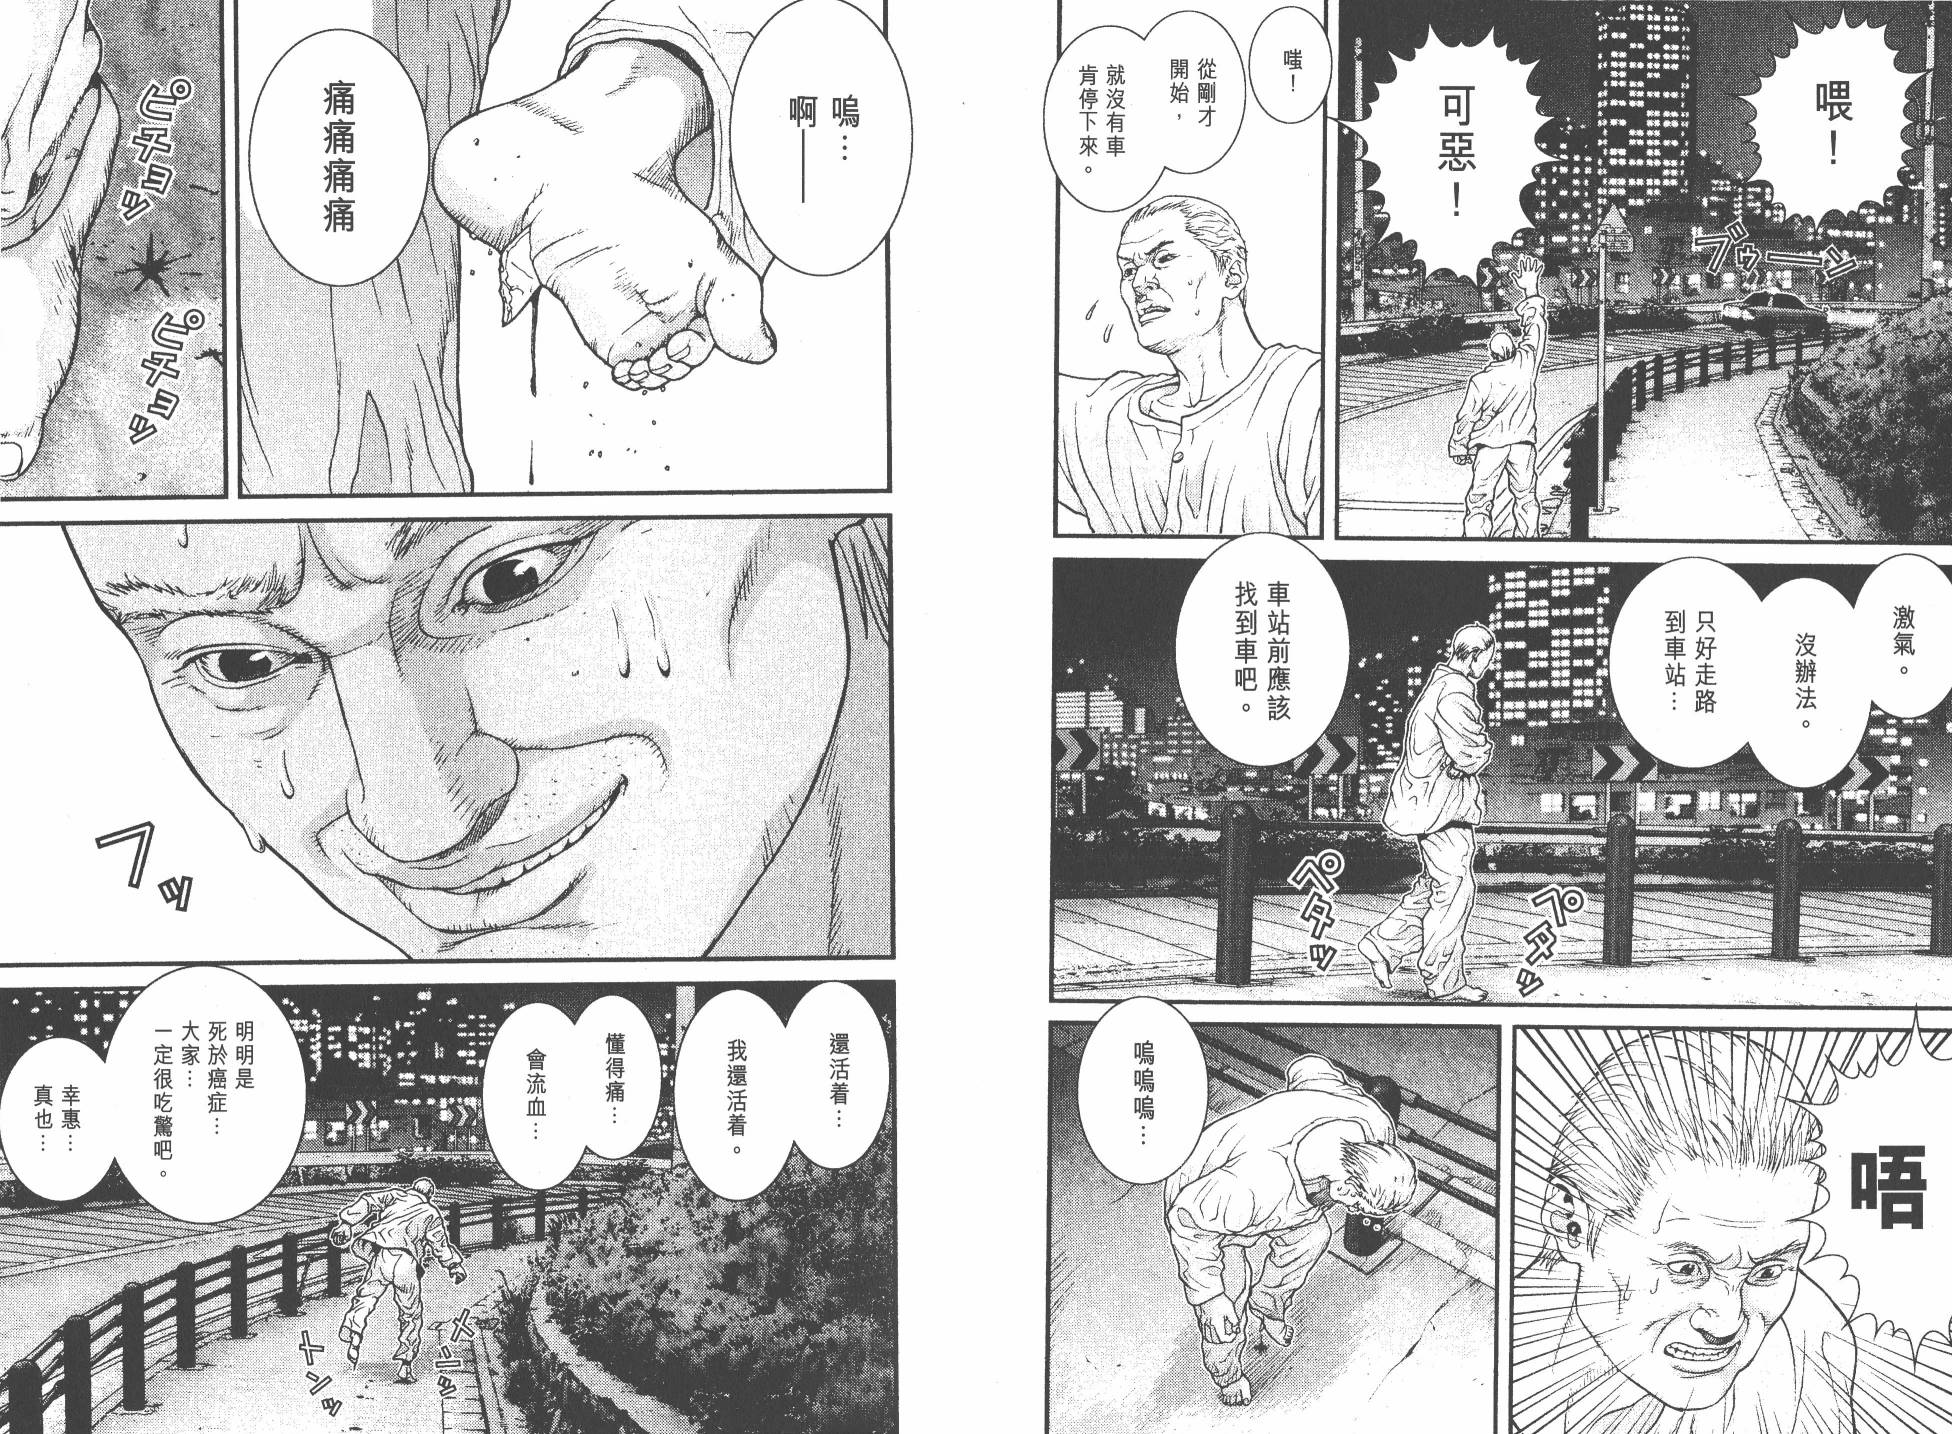 喂！
可惡！
ブゥーン
嗤！
從剛才
開始，
就沒有車
肯停下來。
激氣。
沒辦法。
只好走路
到車站…
車站前應該
找到車吧。
ペタッ
ペタッ
唔
嗚嗚嗚…
嗚…
啊——
痛痛痛痛
ピチョッ
ピチョッ
フッ
還活着…
我還活着。
懂得痛…
會流血…
明明是
死於癌症…
大家…
一定很吃驚吧。
幸惠…
真也…